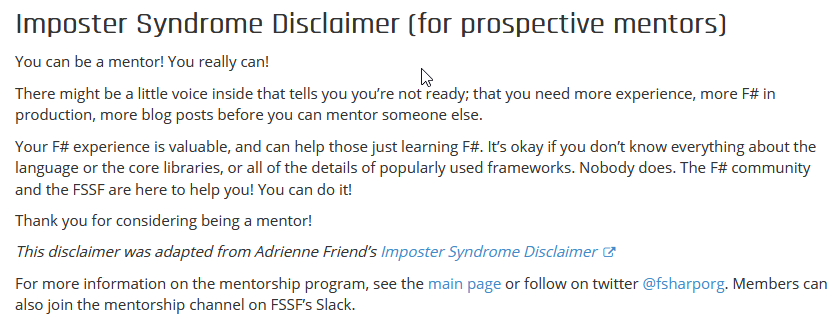 Imposter Syndrome Disclaimer (for prospective mentors)
You can be a mentor! You really can!
There might be a little voice inside that tells you you’re not ready; that you need more experience, more F# in
production, more blog posts before you can mentor someone else.
Your F# experience is valuable, and can help those just learning F#. It’s okay if you don’t know everything about the
language or the core libraries, or all of the details of popularly used frameworks. Nobody does. The F# community
and the FSSF are here to help you! You can do it!
Thank you for considering being a mentor!
This disclaimer was adapted from Adrienne Friend’s Imposter Syndrome Disclaimer
For more information on the mentorship program, see the main page or follow on twitter @fsharporg. Members can
also join the mentorship channel on FSSF’s Slack.